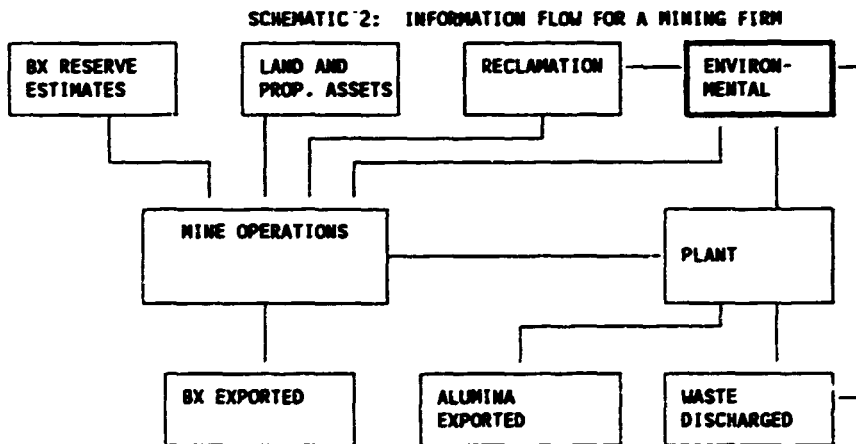 SCHEMATIC 2: INFORMATION FLOW FOR A MINING FIRM
BX RESERVE
ESTIMATES
LAND AND
PROP. ASSETS
RECLAMATION
ENVIRON-
MENTAL
MINE OPERATIONS
PLANT
BX EXPORTED
ALUMINA
EXPORTED
WASTE
DISCHARGED